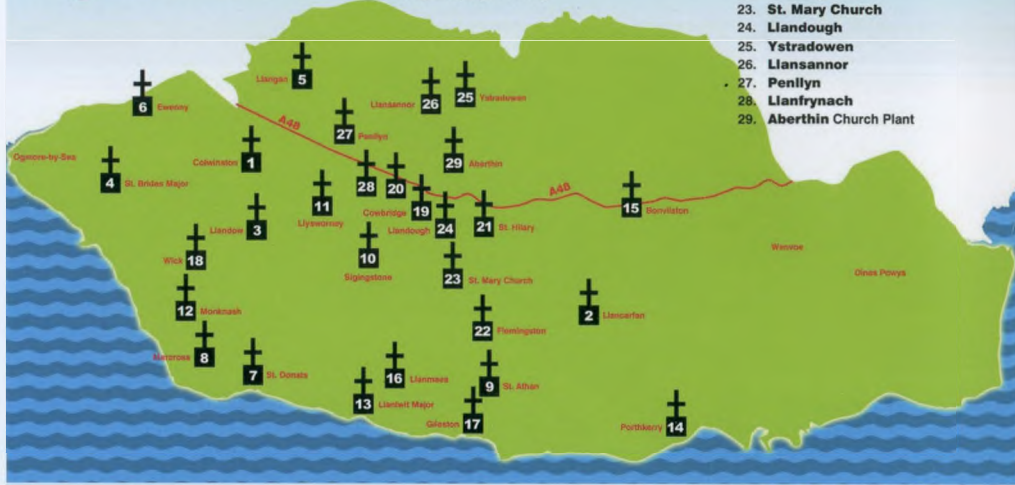 23. St. Mary Church
24. Llandough
25. Ystradowen
26. Llansannor
27. Penllyn
28. Llanfrynach
29. Aberthin Church Plant
5 Llangan
6 Ewenny
Llansannor 26
25 Ystradowen
A48
27 Penllyn
Ogmore-by-Sea
Colwinston 1
29 Aberthin
4 St. Brides Major
28
20
A48
11 Llysworney
Cowbridge 19
15 Bonvilston
Llandow 3
Llandough 24
21 St. Hilary
Wick 18
10 Sigingstone
Wenvoe
23 St. Mary Church
Dinas Powys
12 Monknash
2 Llancarfan
22 Flemingston
Marcross 8
7 St. Donats
16 Llanmaes
9 St. Athan
13 Llantwit Major
Gileston 17
Porthkerry 14